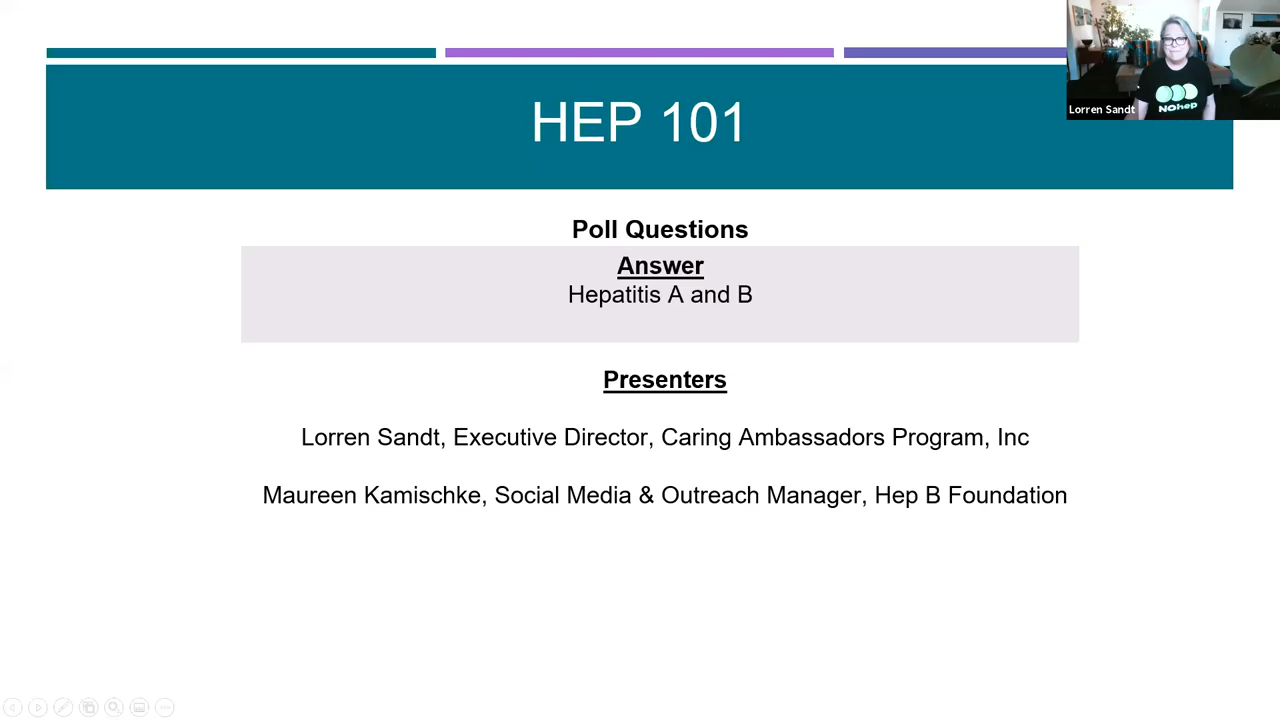 HEP 101
Lorren Sandt
NOhep
Poll Questions
Answer
Hepatitis A and B
Presenters
Lorren Sandt, Executive Director, Caring Ambassadors Program, Inc
Maureen Kamischke, Social Media & Outreach Manager, Hep B Foundation